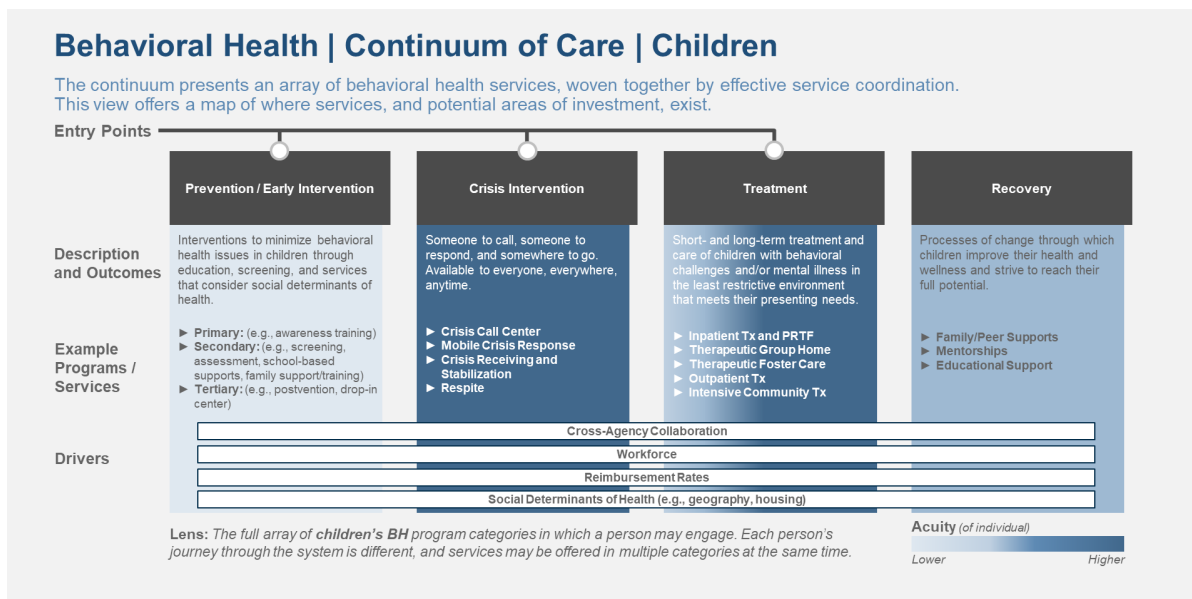 Behavioral Health | Continuum of Care | Children
The continuum presents an array of behavioral health services, woven together by effective service coordination.
This view offers a map of where services, and potential areas of investment, exist.
Entry Points
Prevention / Early Intervention
Crisis Intervention
Treatment
Recovery
Description
and Outcomes
Interventions to minimize behavioral
health issues in children through
education, screening, and services
that consider social determinants of
health.
Someone to call, someone to
respond, and somewhere to go.
Available to everyone, everywhere,
anytime.
Short- and long-term treatment and
care of children with behavioral
challenges and/or mental illness in
the least restrictive environment
that meets their presenting needs.
Processes of change through which
children improve their health and
wellness and strive to reach their
full potential.
Example
Programs /
Services
► Primary: (e.g., awareness training)
► Secondary: (e.g., screening,
assessment, school-based
supports, family support/training)
► Tertiary: (e.g., postvention, drop-in
center)
► Crisis Call Center
► Mobile Crisis Response
► Crisis Receiving and
Stabilization
► Respite
► Inpatient Tx and PRTF
► Therapeutic Group Home
► Therapeutic Foster Care
► Outpatient Tx
► Intensive Community Tx
► Family/Peer Supports
► Mentorships
► Educational Support
Drivers
Cross-Agency Collaboration
Workforce
Reimbursement Rates
Social Determinants of Health (e.g., geography, housing)
Lens: The full array of children's BH program categories in which a person may engage. Each person's
journey through the system is different, and services may be offered in multiple categories at the same time.
Acuity (of individual)
Lower
Higher